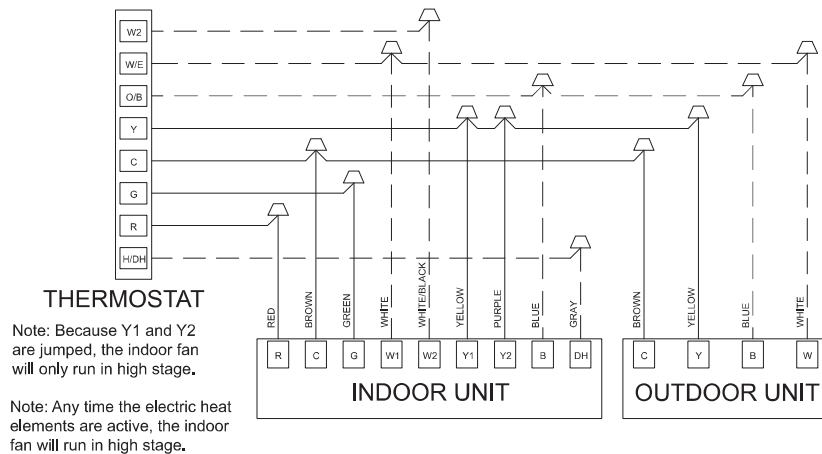 W2
W/E
O/B
Y
C
G
R
H/DH
THERMOSTAT
Note: Because Y1 and Y2
are jumped, the indoor fan
will only run in high stage.
Note: Any time the electric heat
elements are active, the indoor
fan will run in high stage.
RED
BROWN
GREEN
WHITE
WHITE/BLACK
YELLOW
PURPLE
BLUE
GRAY
R
C
G
W1
W2
Y1
Y2
B
DH
INDOOR UNIT
BROWN
YELLOW
BLUE
WHITE
C
Y
B
W
OUTDOOR UNIT